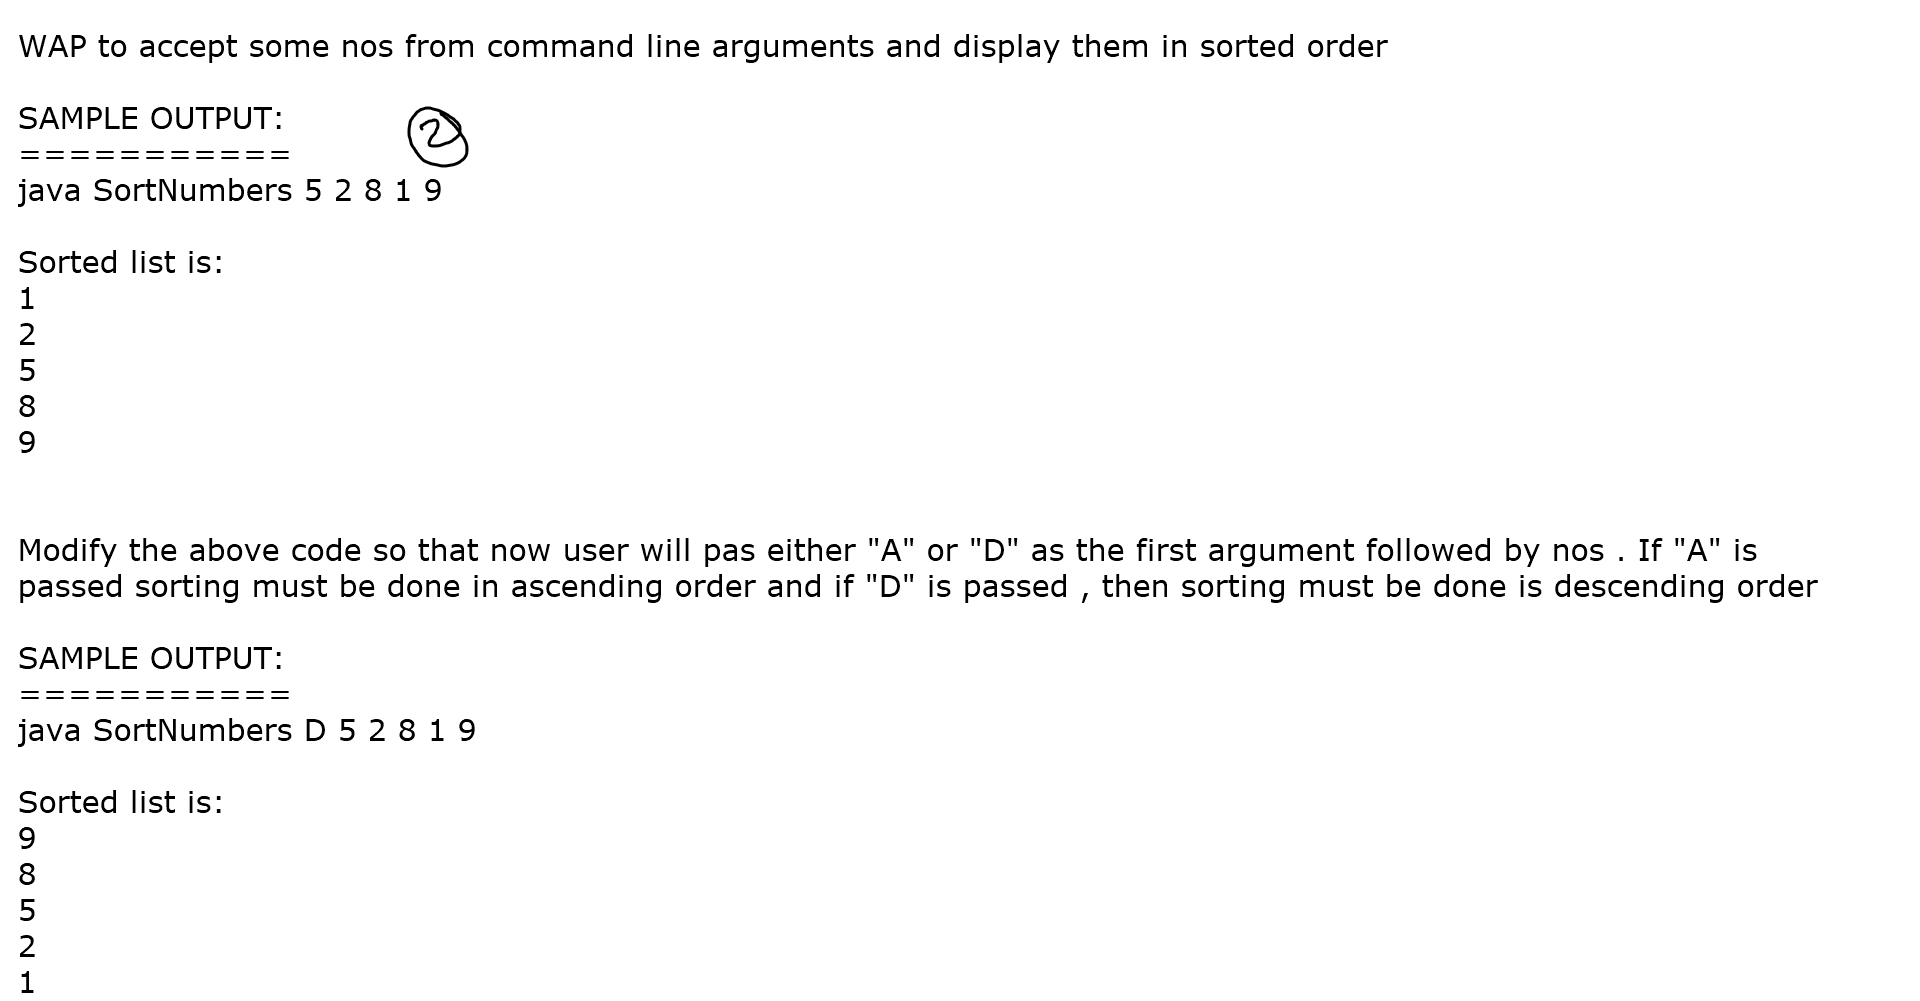 WAP to accept some nos from command line arguments and display them in sorted order
SAMPLE OUTPUT:
2
===========
java SortNumbers 5 2 8 1 9
Sorted list is:
1
2
5
8
9
Modify the above code so that now user will pas either "A" or "D" as the first argument followed by nos . If "A" is
passed sorting must be done in ascending order and if "D" is passed , then sorting must be done is descending order
SAMPLE OUTPUT:
===========
java SortNumbers D 5 2 8 1 9
Sorted list is:
9
8
5
2
1